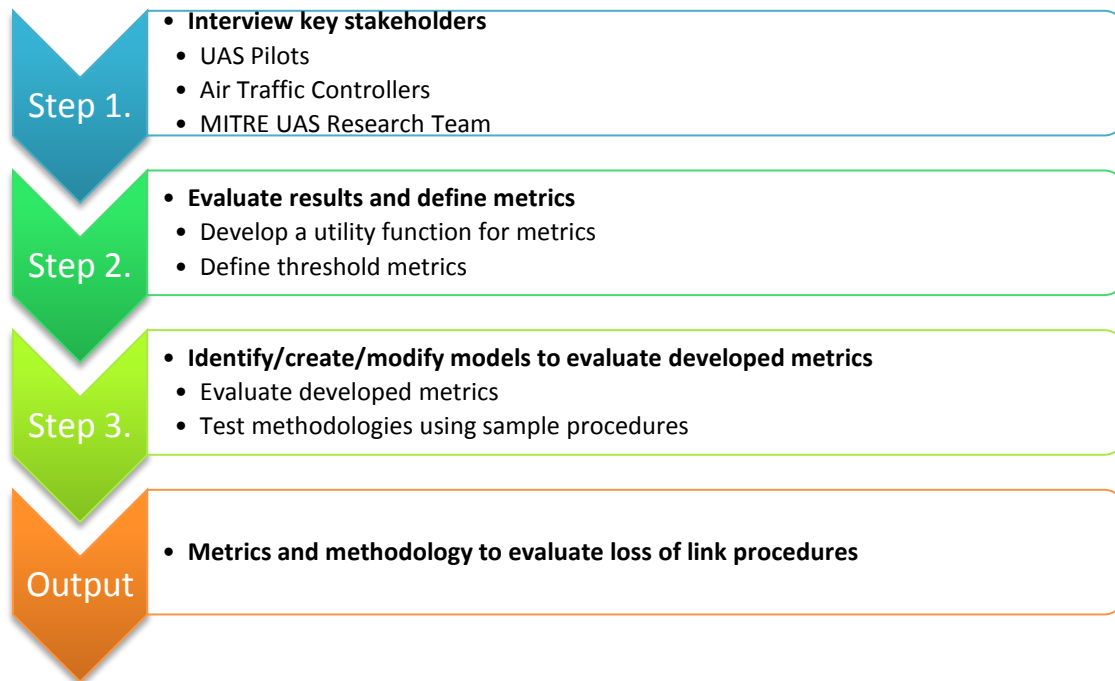 Step 1.
• Interview key stakeholders
• UAS Pilots
• Air Traffic Controllers
• MITRE UAS Research Team
Step 2.
• Evaluate results and define metrics
• Develop a utility function for metrics
• Define threshold metrics
Step 3.
• Identify/create/modify models to evaluate developed metrics
• Evaluate developed metrics
• Test methodologies using sample procedures
Output
• Metrics and methodology to evaluate loss of link procedures